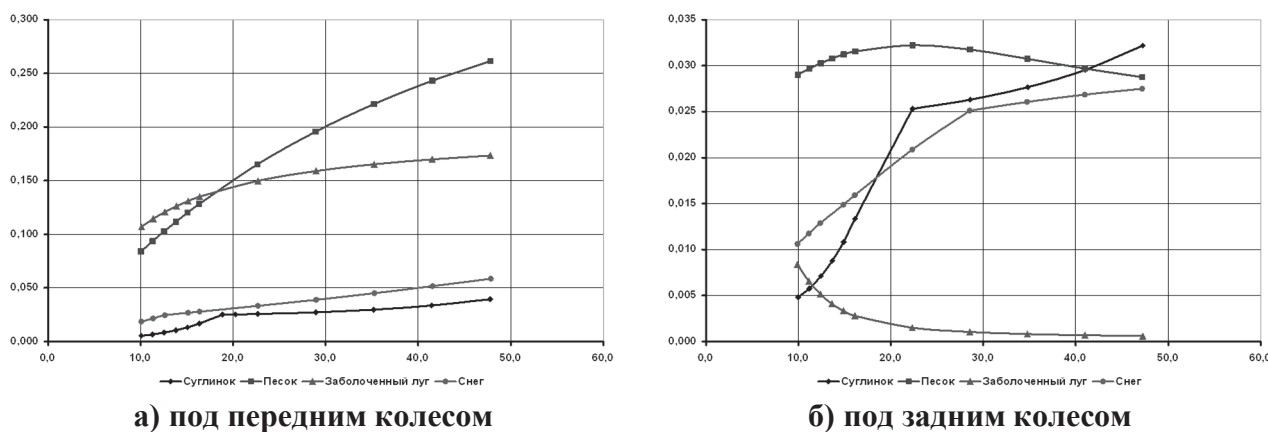 0,300
0,250
0,200
0,150
0,100
0,050
0,000
0,0 10,0 20,0 30,0 40,0 50,0 60,0
Суглинок Песок Заболоченный луг Снег
а) под передним колесом
0,035
0,030
0,025
0,020
0,015
0,010
0,005
0,000
0,0 10,0 20,0 30,0 40,0 50,0 60,0
Суглинок Песок Заболоченный луг Снег
б) под задним колесом